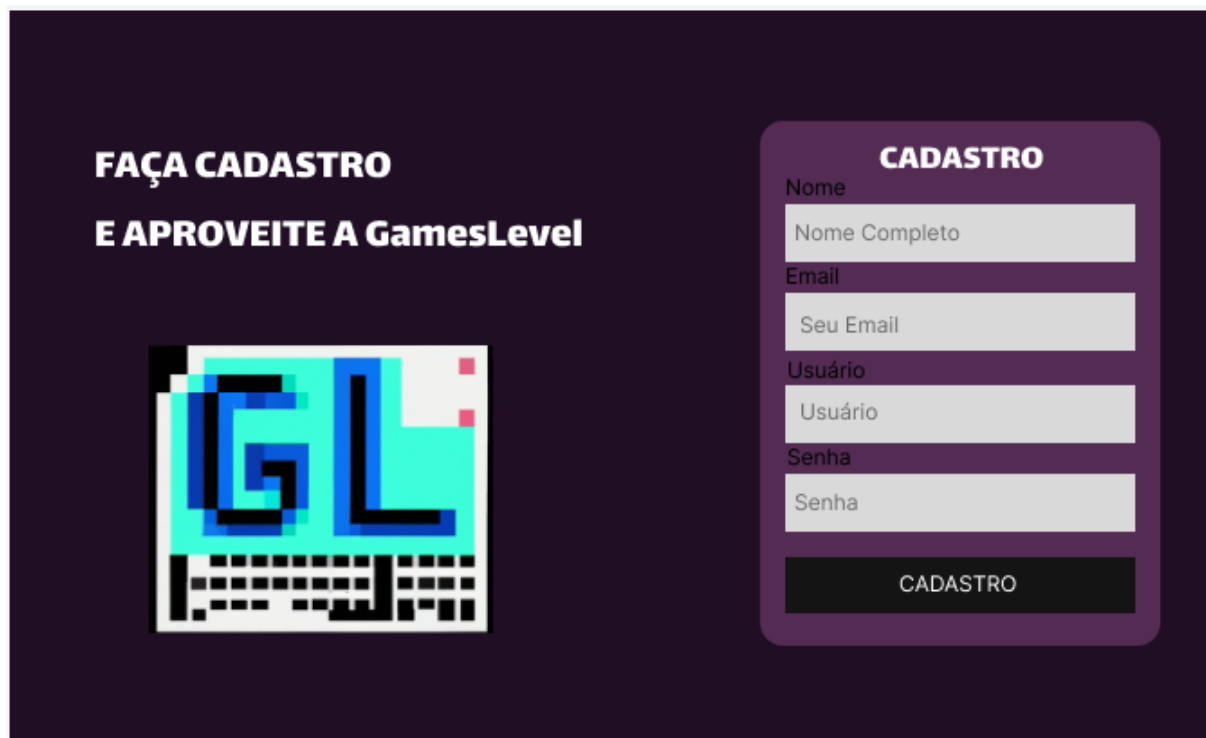 FAÇA CADASTRO
E APROVEITE A GamesLevel
GL
CADASTRO
Nome
Nome Completo
Email
Seu Email
Usuário
Usuário
Senha
Senha
CADASTRO